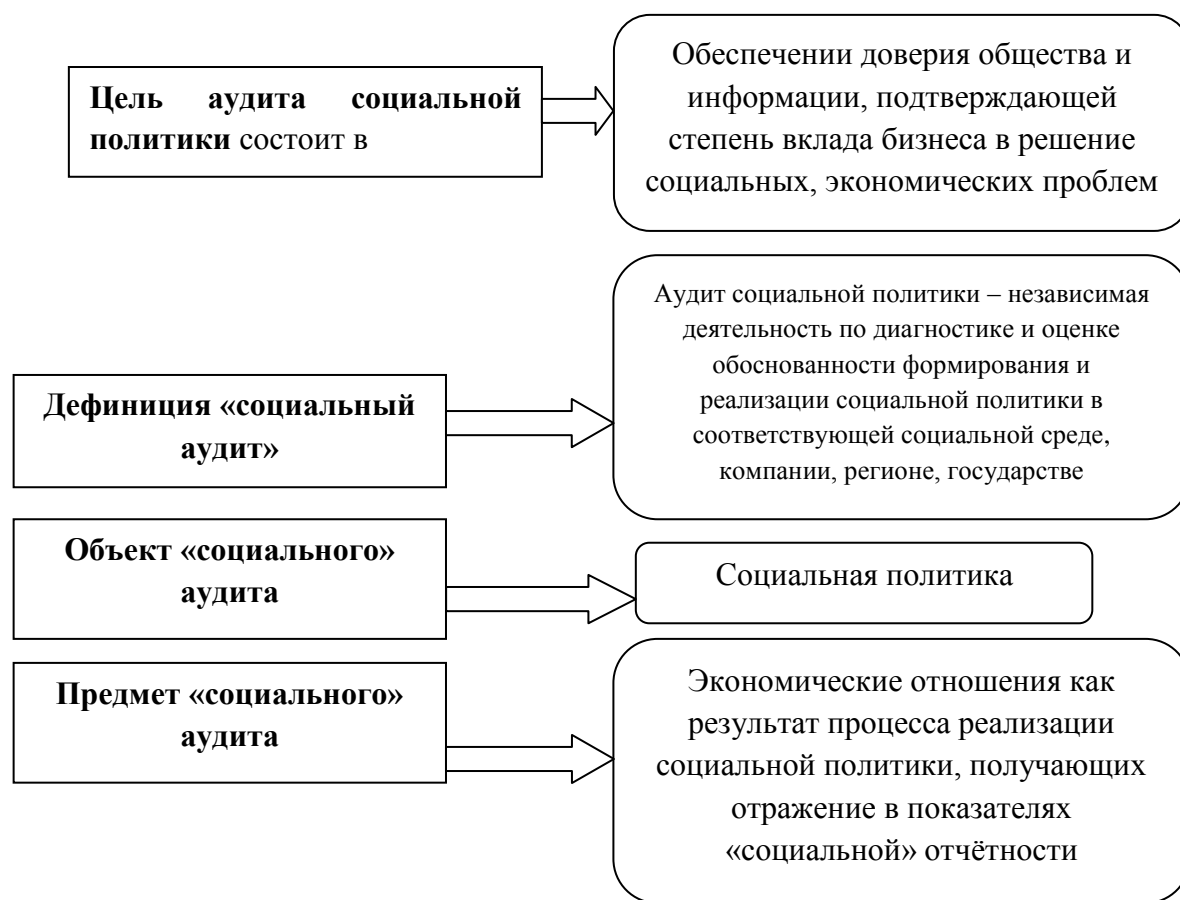 Цель аудита социальной
политики состоит в
Обеспечении доверия общества и
информации, подтверждающей
степень вклада бизнеса в решение
социальных, экономических проблем
Дефиниция «социальный
аудит»
Аудит социальной политики – независимая
деятельность по диагностике и оценке
обоснованности формирования и
реализации социальной политики в
соответствующей социальной среде,
компании, регионе, государстве
Объект «социального»
аудита
Социальная политика
Предмет «социального»
аудита
Экономические отношения как
результат процесса реализации
социальной политики, получающих
отражение в показателях
«социальной» отчётности